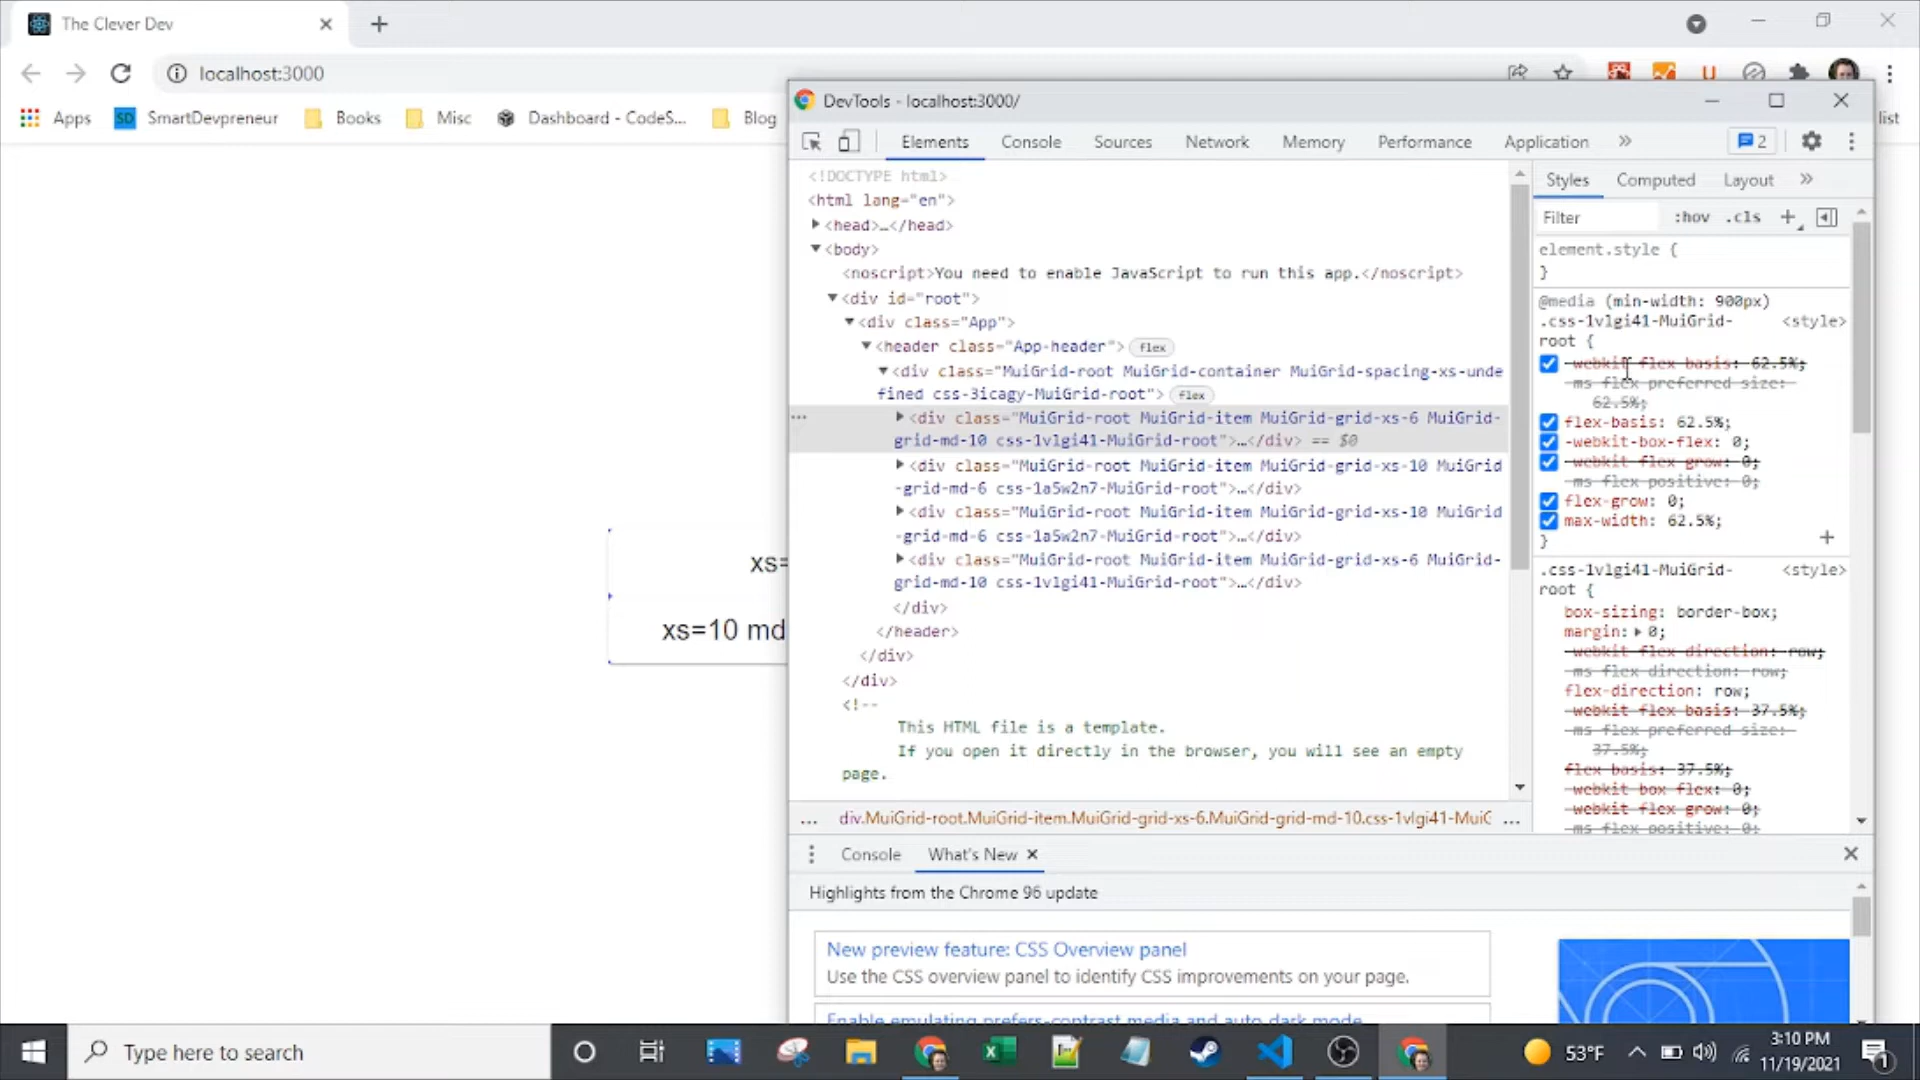 The Clever Dev
localhost:3000
Apps SmartDevpreneur Books Misc Dashboard - CodeS... Blog
list
DevTools - localhost:3000/
Elements Console Sources Network Memory Performance Application » 2
<!DOCTYPE html>
<html lang="en">
<head>…</head>
<body>
<noscript>You need to enable JavaScript to run this app.</noscript>
<div id="root">
<div class="App">
<header class="App-header"> flex
<div class="MuiGrid-root MuiGrid-container MuiGrid-spacing-xs-unde
fined css-3icagy-MuiGrid-root"> flex
<div class="MuiGrid-root MuiGrid-item MuiGrid-grid-xs-6 MuiGrid-
grid-md-10 css-1vlgi41-MuiGrid-root">…</div> == $0
<div class="MuiGrid-root MuiGrid-item MuiGrid-grid-xs-10 MuiGrid
-grid-md-6 css-1a5w2n7-MuiGrid-root">…</div>
<div class="MuiGrid-root MuiGrid-item MuiGrid-grid-xs-10 MuiGrid
-grid-md-6 css-1a5w2n7-MuiGrid-root">…</div>
<div class="MuiGrid-root MuiGrid-item MuiGrid-grid-xs-6 MuiGrid-
grid-md-10 css-1vlgi41-MuiGrid-root">…</div>
</div>
</header>
</div>
</div>
<!--
This HTML file is a template.
If you open it directly in the browser, you will see an empty
page.
... div.MuiGrid-root.MuiGrid-item.MuiGrid-grid-xs-6.MuiGrid-grid-md-10.css-1vlgi41-MuiG ...
Styles Computed Layout »
Filter :hov .cls +
element.style {
}
@media (min-width: 900px)
.css-1vlgi41-MuiGrid- <style>
root {
-webkit-flex-basis: 62.5%;
-ms-flex-preferred-size:
62.5%;
flex-basis: 62.5%;
-webkit-box-flex: 0;
-webkit-flex-grow: 0;
-ms-flex-positive: 0;
flex-grow: 0;
max-width: 62.5%;
}
.css-1vlgi41-MuiGrid- <style>
root {
box-sizing: border-box;
margin: 0;
-webkit-flex-direction: row;
-ms-flex-direction: row;
flex-direction: row;
-webkit-flex-basis: 37.5%;
-ms-flex-preferred-size:
37.5%;
flex-basis: 37.5%;
-webkit-box-flex: 0;
-webkit-flex-grow: 0;
-ms-flex-positive: 0;
xs=
xs=10 md
Console What's New
Highlights from the Chrome 96 update
New preview feature: CSS Overview panel
Use the CSS overview panel to identify CSS improvements on your page.
Enable emulating prefers-contrast media and auto dark mode
Type here to search
53°F
3:10 PM
11/19/2021
1